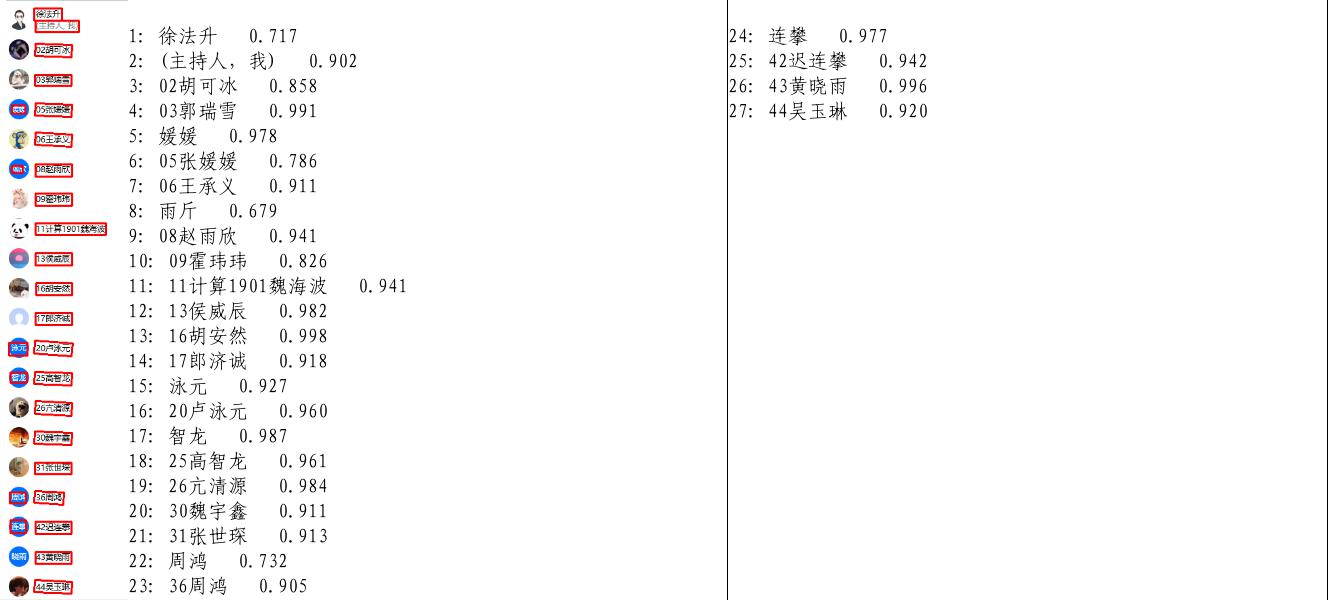 徐法升
(主持人, 我)
02胡可冰
03郭瑞雪
媛媛
05张媛媛
06王承义
08赵雨欣
09霍玮玮
11计算1901魏海波
13侯威辰
16胡安然
17郎济诚
泳元
20卢泳元
智龙
25高智龙
26亢清源
30魏宇鑫
31张世琛
周鸿
36周鸿
连攀
42迟连攀
晓雨
43黄晓雨
44吴玉琳
1: 徐法升 0.717
2: (主持人，我) 0.902
3: 02胡可冰 0.858
4: 03郭瑞雪 0.991
5: 媛媛 0.978
6: 05张媛媛 0.786
7: 06王承义 0.911
8: 雨斤 0.679
9: 08赵雨欣 0.941
10: 09霍玮玮 0.826
11: 11计算1901魏海波 0.941
12: 13侯威辰 0.982
13: 16胡安然 0.998
14: 17郎济诚 0.918
15: 泳元 0.927
16: 20卢泳元 0.960
17: 智龙 0.987
18: 25高智龙 0.961
19: 26亢清源 0.984
20: 30魏宇鑫 0.911
21: 31张世琛 0.913
22: 周鸿 0.732
23: 36周鸿 0.905
24: 连攀 0.977
25: 42迟连攀 0.942
26: 43黄晓雨 0.996
27: 44吴玉琳 0.920